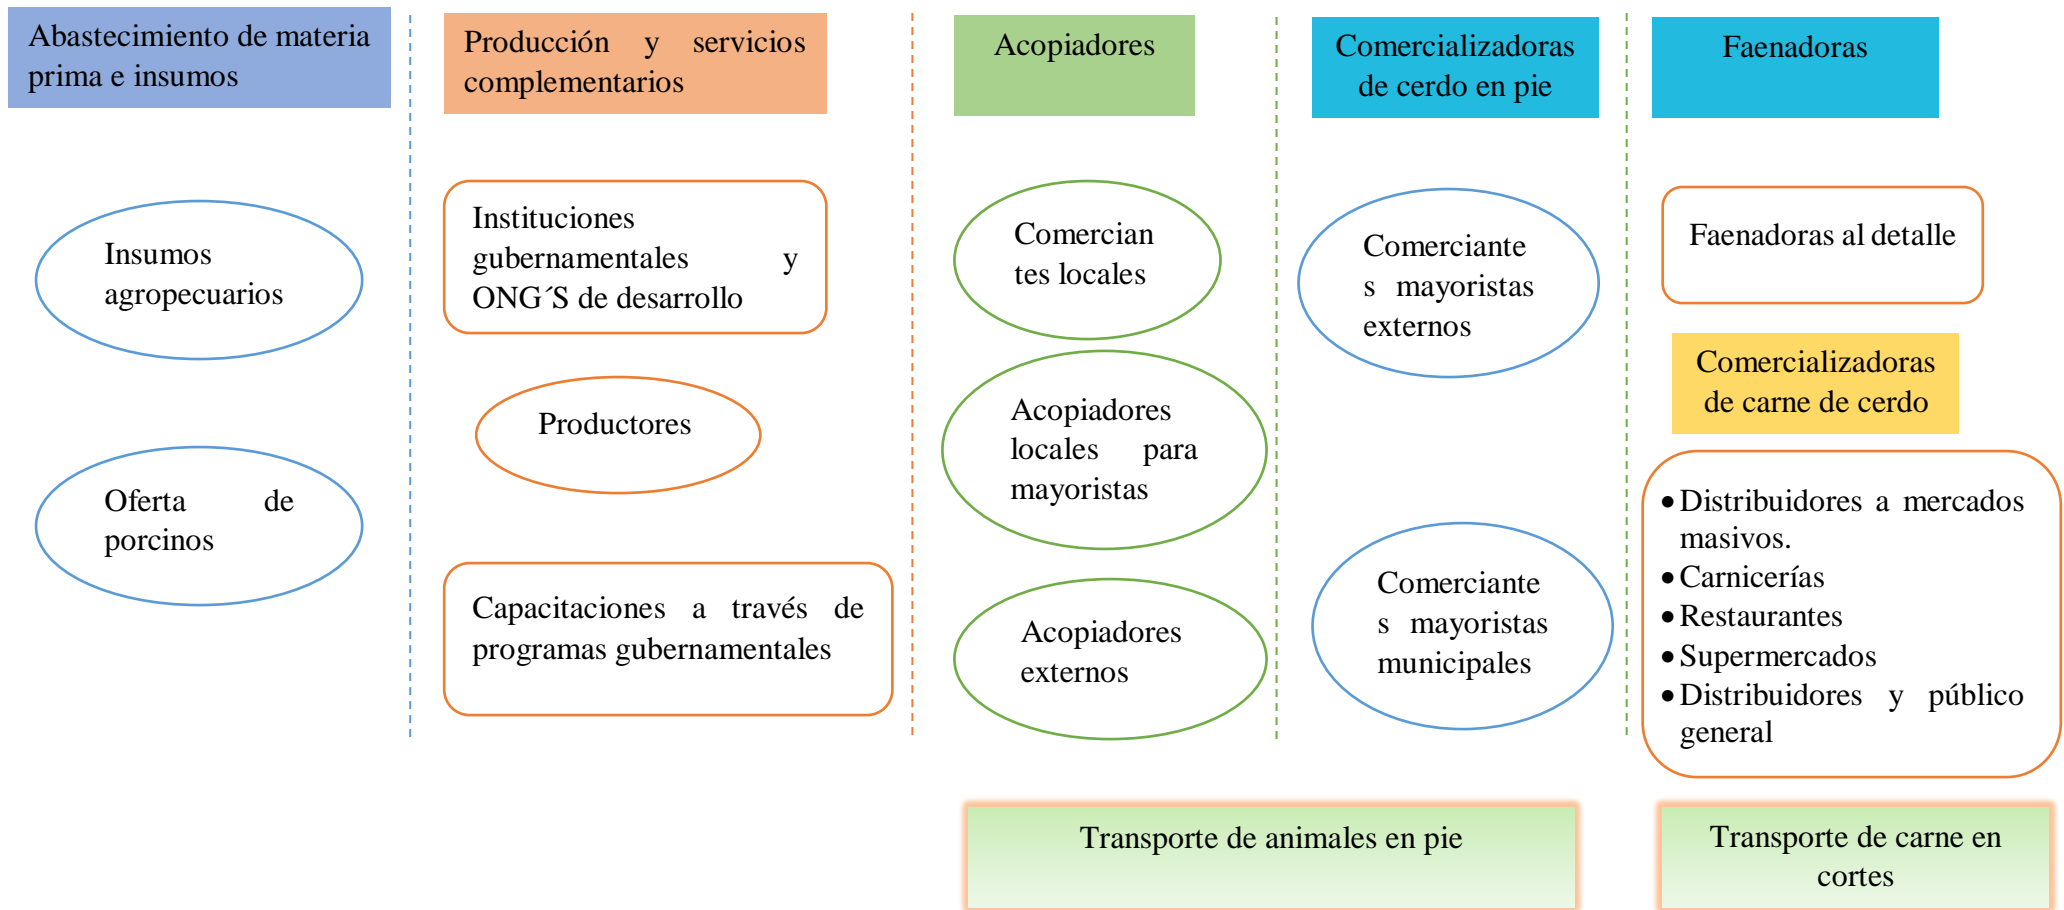 Abastecimiento de materia
prima e insumos
Insumos
agropecuarios
Oferta de
porcinos
Producción y servicios
complementarios
Instituciones
gubernamentales y
ONG´S de desarrollo
Productores
Capacitaciones a través de
programas gubernamentales
Acopiadores
Comercian
tes locales
Acopiadores
locales para
mayoristas
Acopiadores
externos
Comercializadoras
de cerdo en pie
Comerciante
s mayoristas
externos
Comerciante
s mayoristas
municipales
Faenadoras
Faenadoras al detalle
Comercializadoras
de carne de cerdo
• Distribuidores a mercados
masivos.
• Carnicerías
• Restaurantes
• Supermercados
• Distribuidores y público
general
Transporte de animales en pie
Transporte de carne en
cortes